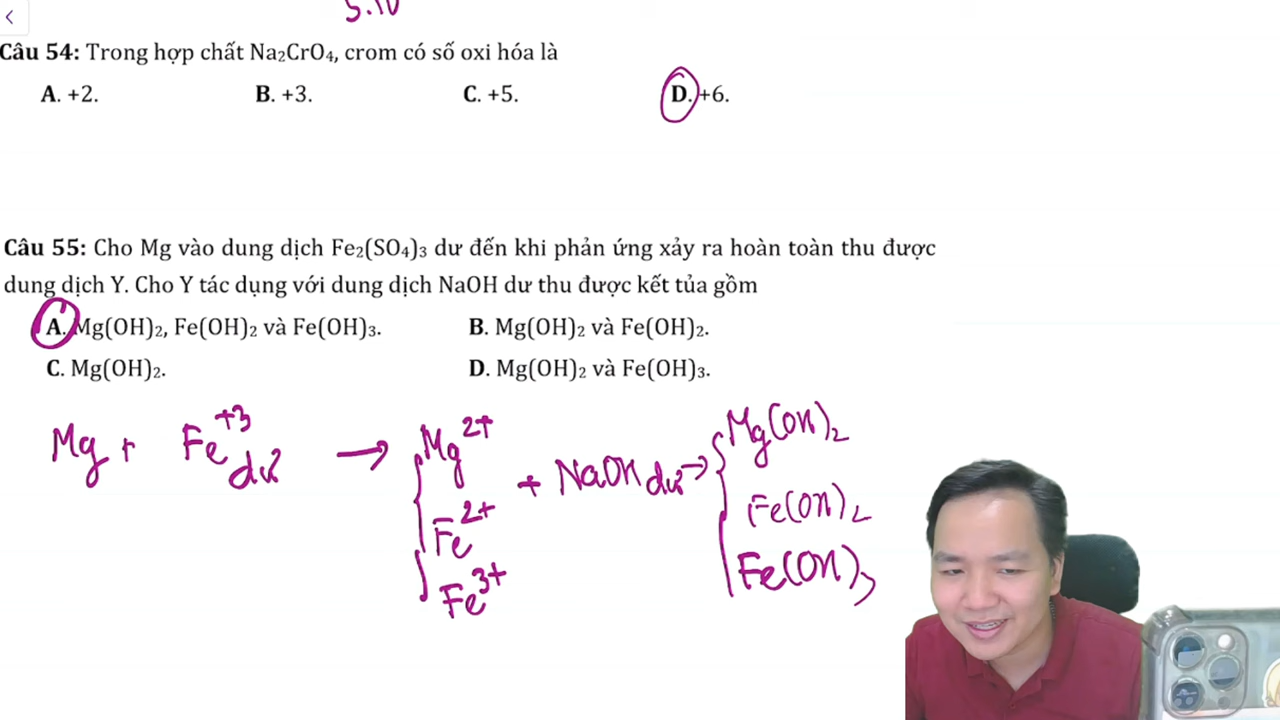 5.10
Câu 54: Trong hợp chất Na₂CrO₄, crom có số oxi hóa là
A. +2. B. +3. C. +5. D. +6.
Câu 55: Cho Mg vào dung dịch Fe₂(SO₄)₃ dư đến khi phản ứng xảy ra hoàn toàn thu được
dung dịch Y. Cho Y tác dụng với dung dịch NaOH dư thu được kết tủa gồm
A. Mg(OH)₂, Fe(OH)₂ và Fe(OH)₃. B. Mg(OH)₂ và Fe(OH)₂.
C. Mg(OH)₂. D. Mg(OH)₂ và Fe(OH)₃.
Mg + Fe⁺³ dư → { Mg²⁺ Fe²⁺ Fe³⁺ + NaOH dư → { Mg(OH)₂ Fe(OH)₂ Fe(OH)₃